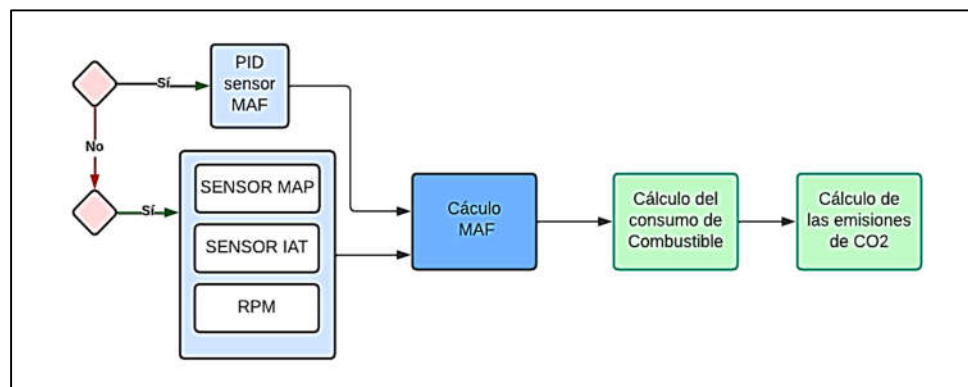 Sí
PID
sensor
MAF
No
Sí
SENSOR MAP
SENSOR IAT
RPM
Cáculo
MAF
Cálculo del
consumo de
Combustible
Cálculo de
las emisiones
de CO2